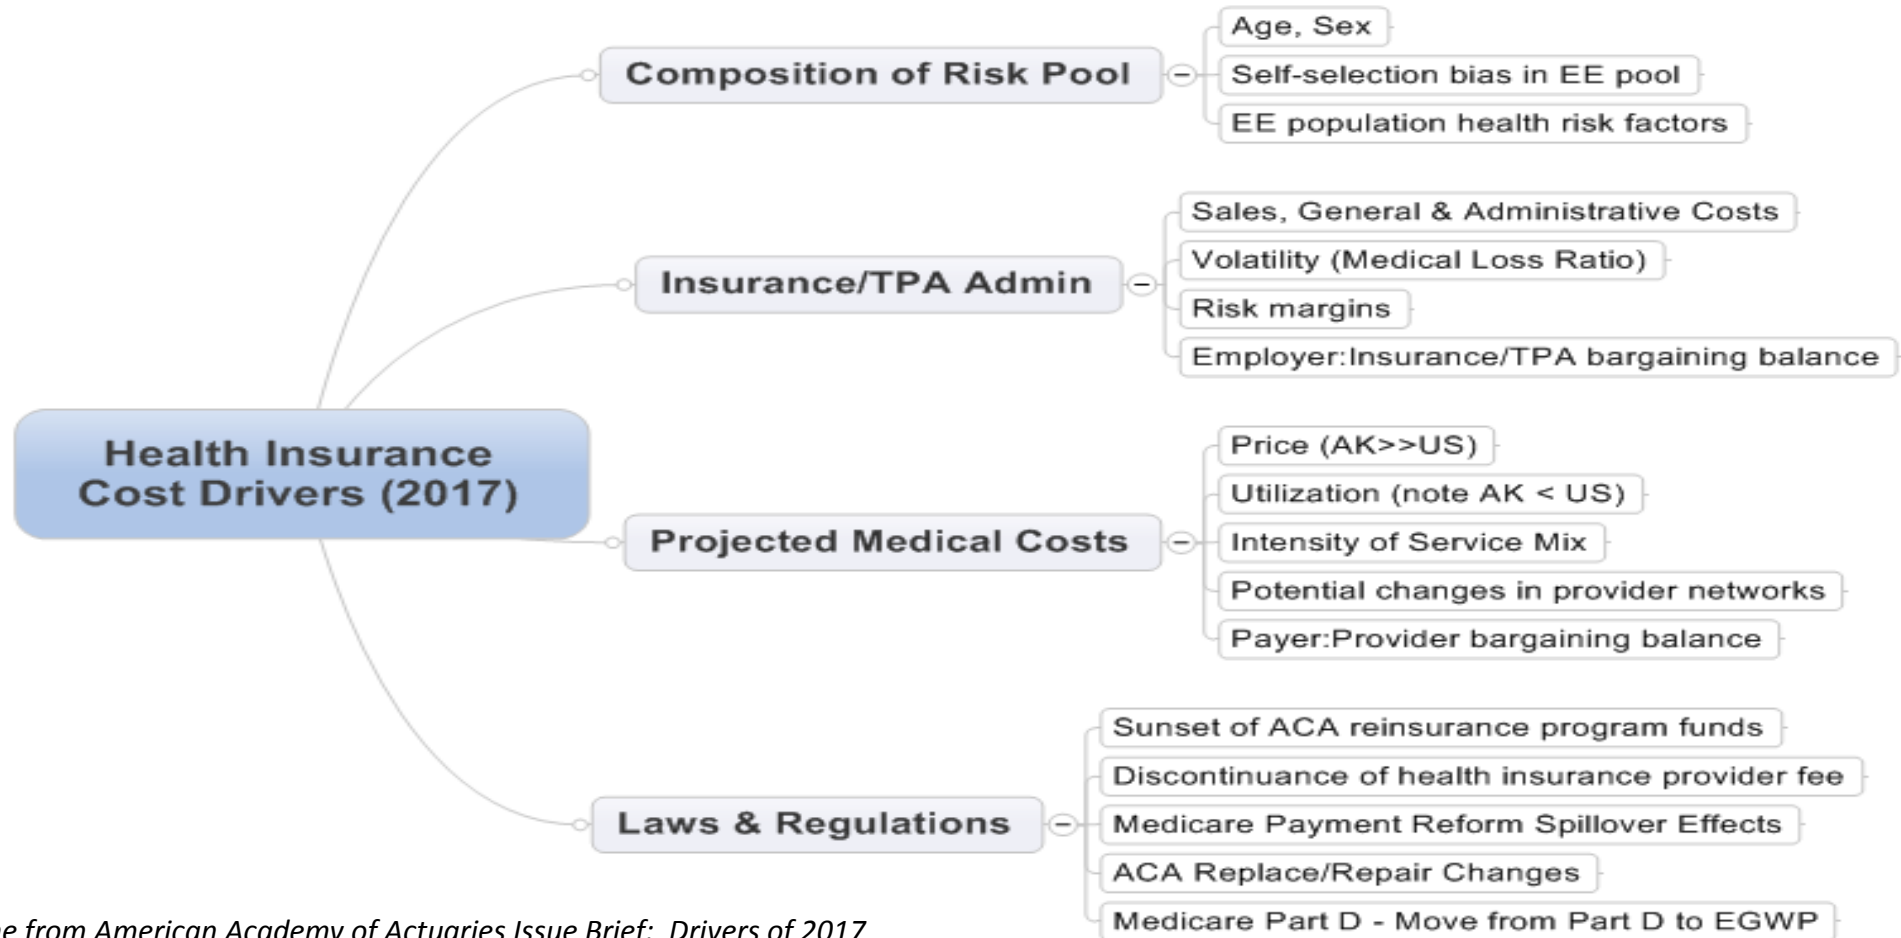 Age, Sex
Composition of Risk Pool
Self-selection bias in EE pool
EE population health risk factors
Sales, General & Administrative Costs
Volatility (Medical Loss Ratio)
Insurance/TPA Admin
Risk margins
Employer:Insurance/TPA bargaining balance
Health Insurance
Cost Drivers (2017)
Price (AK>>US)
Utilization (note AK < US)
Projected Medical Costs
Intensity of Service Mix
Potential changes in provider networks
Payer:Provider bargaining balance
Sunset of ACA reinsurance program funds
Discontinuance of health insurance provider fee
Laws & Regulations
Medicare Payment Reform Spillover Effects
ACA Replace/Repair Changes
Medicare Part D - Move from Part D to EGWP
from American Academy of Actuaries Issue Brief: Drivers of 2017